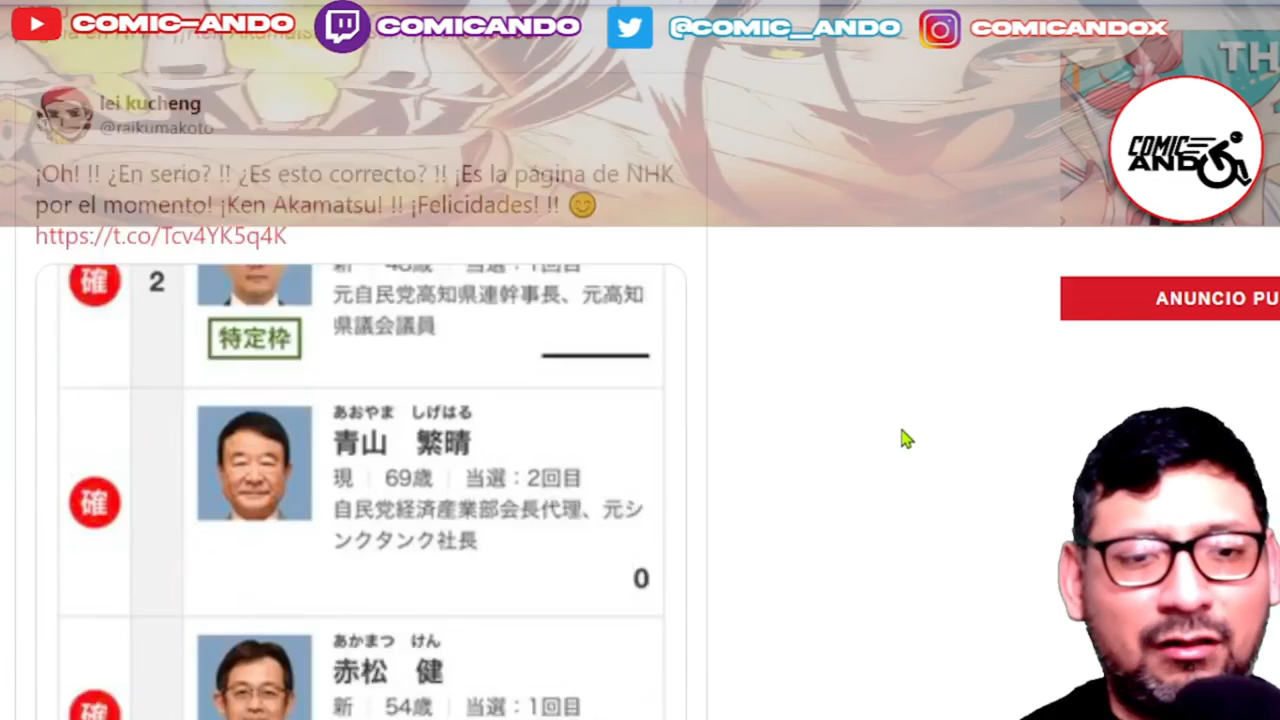 COMIC-ANDO
COMICANDO
@COMIC_ANDO
COMICANDOX
TH
COMIC
AND
lei kucheng
@raikumakoto
¡Oh! !! ¿En serio? !! ¿Es esto correcto? !! ¡Es la página de NHK
por el momento! ¡Ken Akamatsu! !! ¡Felicidades! !! 😊
https://t.co/Tcv4YK5q4K
確
2
元自民党高知県連幹事長、元高知
県議会議員
特定枠
ANUNCIO PU
確
あおやま しげはる
青山 繁晴
現 69歳 当選：2回目
自民党経済産業部会長代理、元シ
ンクタンク社長
0
確
あかまつ けん
赤松 健
新 54歳 当選：1回目